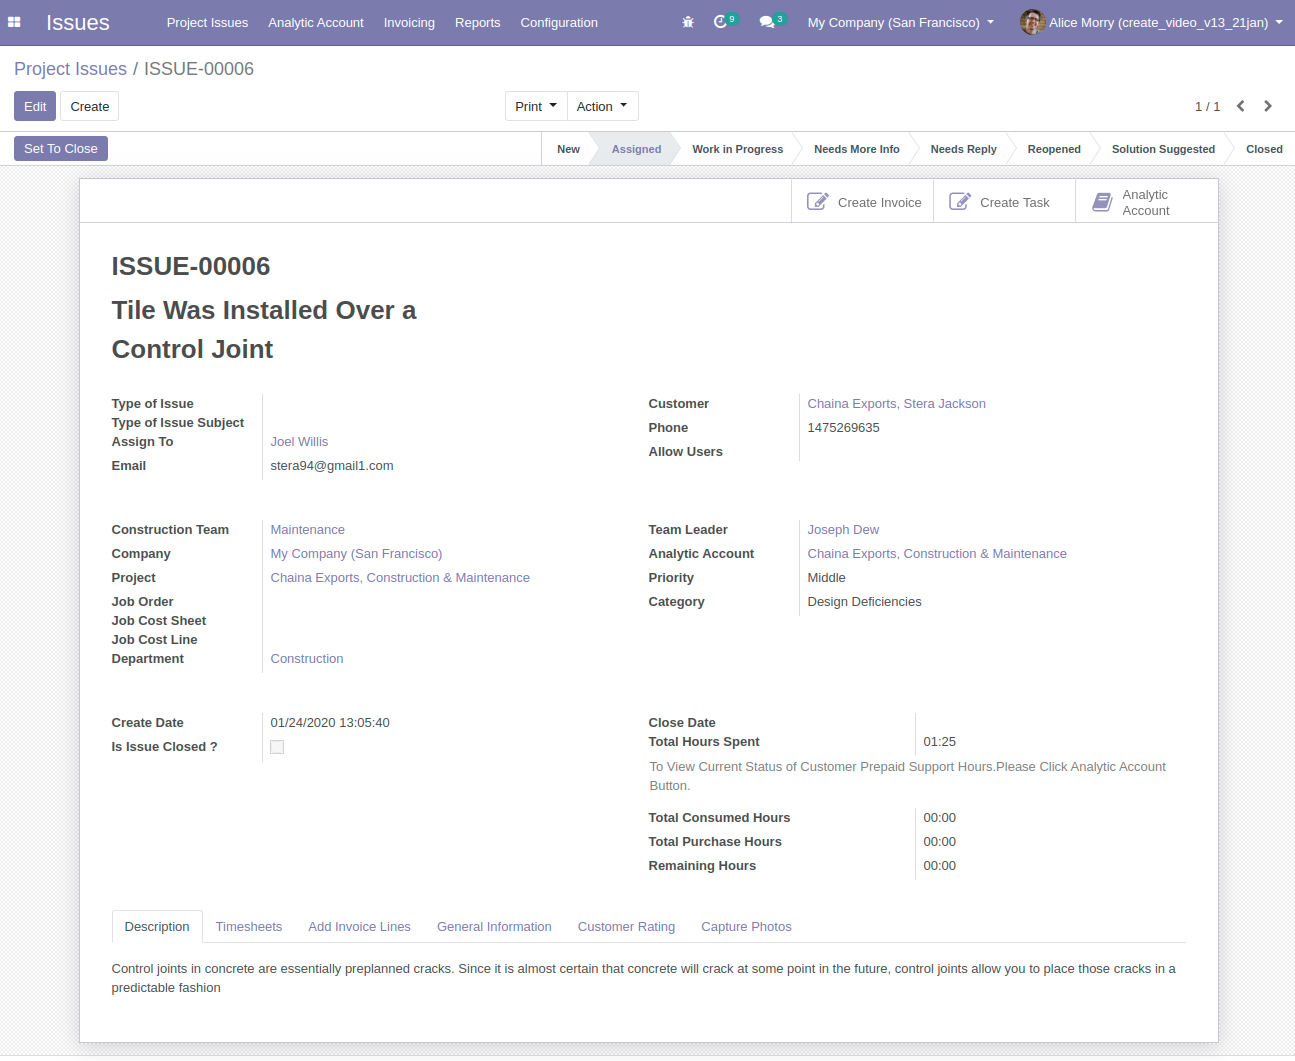 Issues Project Issues Analytic Account Invoicing Reports Configuration 9 3 My Company (San Francisco) Alice Morry (create_video_v13_21jan)
Project Issues / ISSUE-00006
Edit Create Print Action 1 / 1
Set To Close New Assigned Work in Progress Needs More Info Needs Reply Reopened Solution Suggested Closed
Create Invoice Create Task Analytic
Account
ISSUE-00006
Tile Was Installed Over a
Control Joint
Type of Issue
Type of Issue Subject
Assign To Joel Willis
Email stera94@gmail1.com
Customer Chaina Exports, Stera Jackson
Phone 1475269635
Allow Users
Construction Team Maintenance
Company My Company (San Francisco)
Project Chaina Exports, Construction & Maintenance
Job Order
Job Cost Sheet
Job Cost Line
Department Construction
Team Leader Joseph Dew
Analytic Account Chaina Exports, Construction & Maintenance
Priority Middle
Category Design Deficiencies
Create Date 01/24/2020 13:05:40
Is Issue Closed ?
Close Date
Total Hours Spent 01:25
To View Current Status of Customer Prepaid Support Hours.Please Click Analytic Account
Button.
Total Consumed Hours 00:00
Total Purchase Hours 00:00
Remaining Hours 00:00
Description Timesheets Add Invoice Lines General Information Customer Rating Capture Photos
Control joints in concrete are essentially preplanned cracks. Since it is almost certain that concrete will crack at some point in the future, control joints allow you to place those cracks in a
predictable fashion